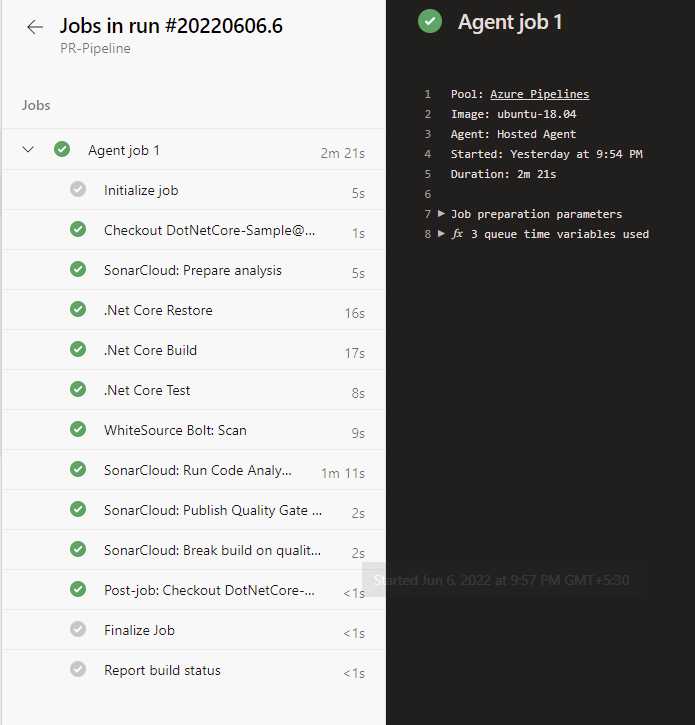 Jobs in run #20220606.6
PR-Pipeline
Jobs
Agent job 1 2m 21s
Initialize job 5s
Checkout DotNetCore-Sample@... 1s
SonarCloud: Prepare analysis 5s
.Net Core Restore 16s
.Net Core Build 17s
.Net Core Test 8s
WhiteSource Bolt: Scan 9s
SonarCloud: Run Code Analy... 1m 11s
SonarCloud: Publish Quality Gate ... 2s
SonarCloud: Break build on qualit... 2s
Post-job: Checkout DotNetCore-... <1s
Finalize Job <1s
Report build status <1s
Agent job 1
1 Pool: Azure Pipelines
2 Image: ubuntu-18.04
3 Agent: Hosted Agent
4 Started: Yesterday at 9:54 PM
5 Duration: 2m 21s
6
7 Job preparation parameters
8 fx 3 queue time variables used
Started Jun 6, 2022 at 9:57 PM GMT+5:30